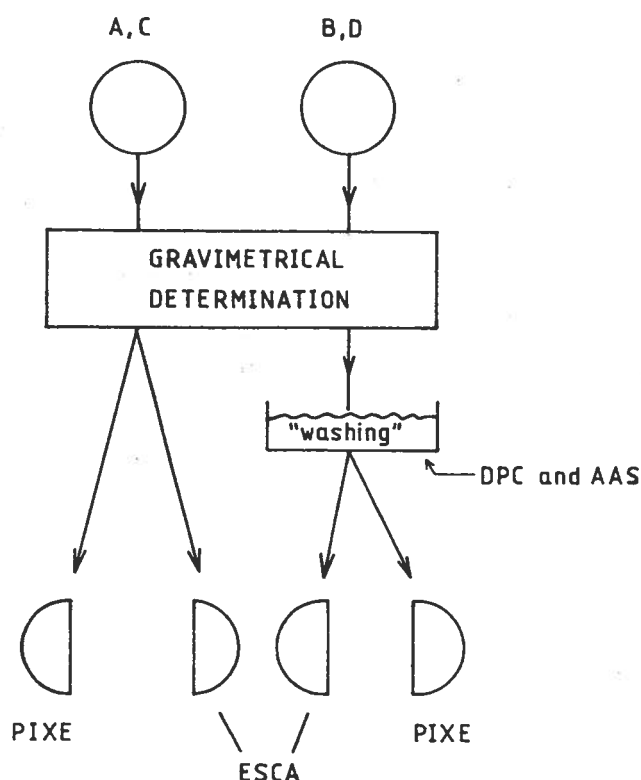 A,C
B,D
GRAVIMETRICAL
DETERMINATION
"washing"
DPC and AAS
PIXE
PIXE
ESCA